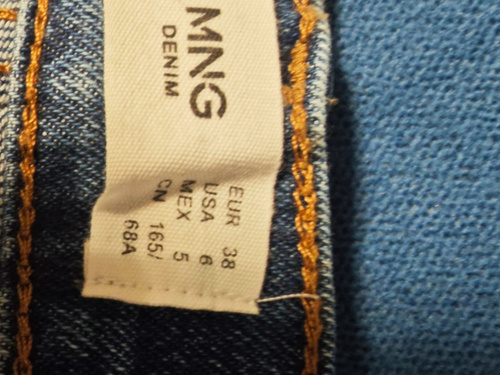 MNG
DENIM
EUR 38
USA 6
MEX 5
CN 165/
68A